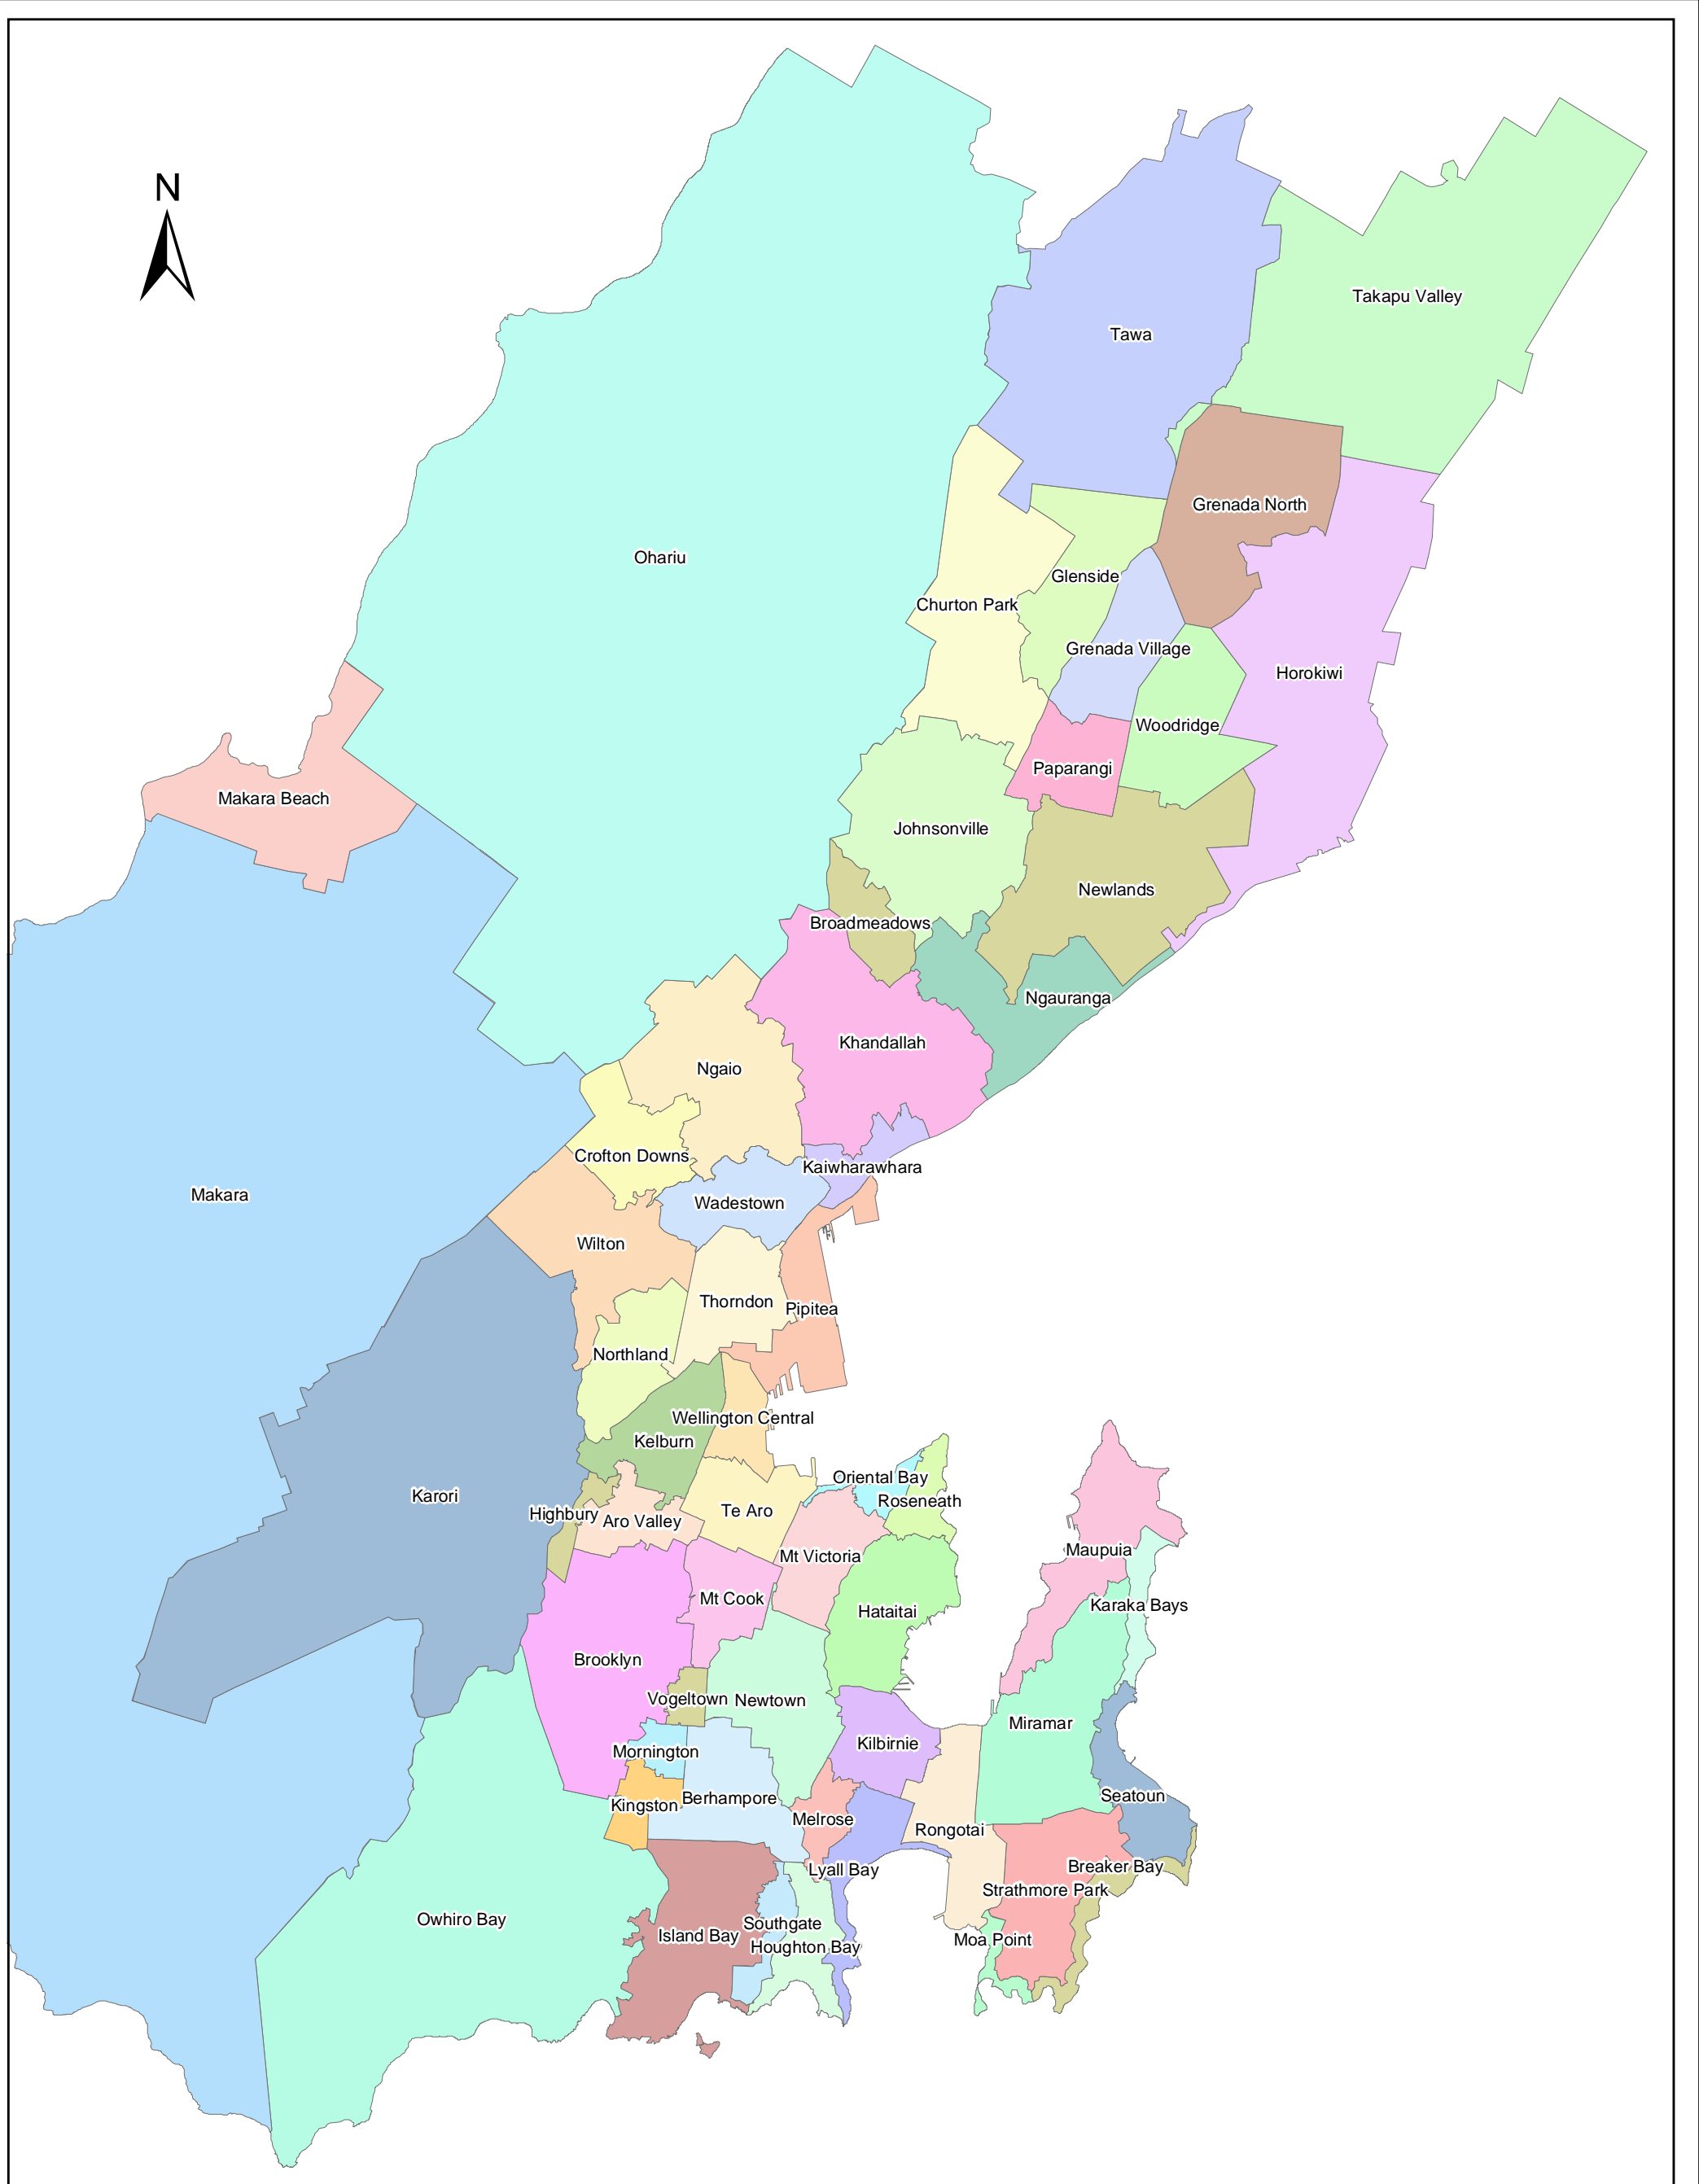 N
Takapu Valley
Tawa
Grenada North
Ohariu
Glenside
Churton Park
Grenada Village
Horokiwi
Woodridge
Paparangi
Makara Beach
Johnsonville
Newlands
Broadmeadows
Ngauranga
Khandallah
Ngaio
Crofton Downs
Kaiwharawhara
Makara
Wadestown
Wilton
Thorndon
Pipitea
Northland
Wellington Central
Kelburn
Oriental Bay
Karori
Roseneath
Te Aro
Highbury
Aro Valley
Maupuia
Mt Victoria
Mt Cook
Karaka Bays
Hataitai
Brooklyn
Vogeltown
Newtown
Miramar
Kilbirnie
Mornington
Seatoun
Berhampore
Kingston
Melrose
Rongotai
Breaker Bay
Lyall Bay
Strathmore Park
Owhiro Bay
Southgate
Island Bay
Moa Point
Houghton Bay